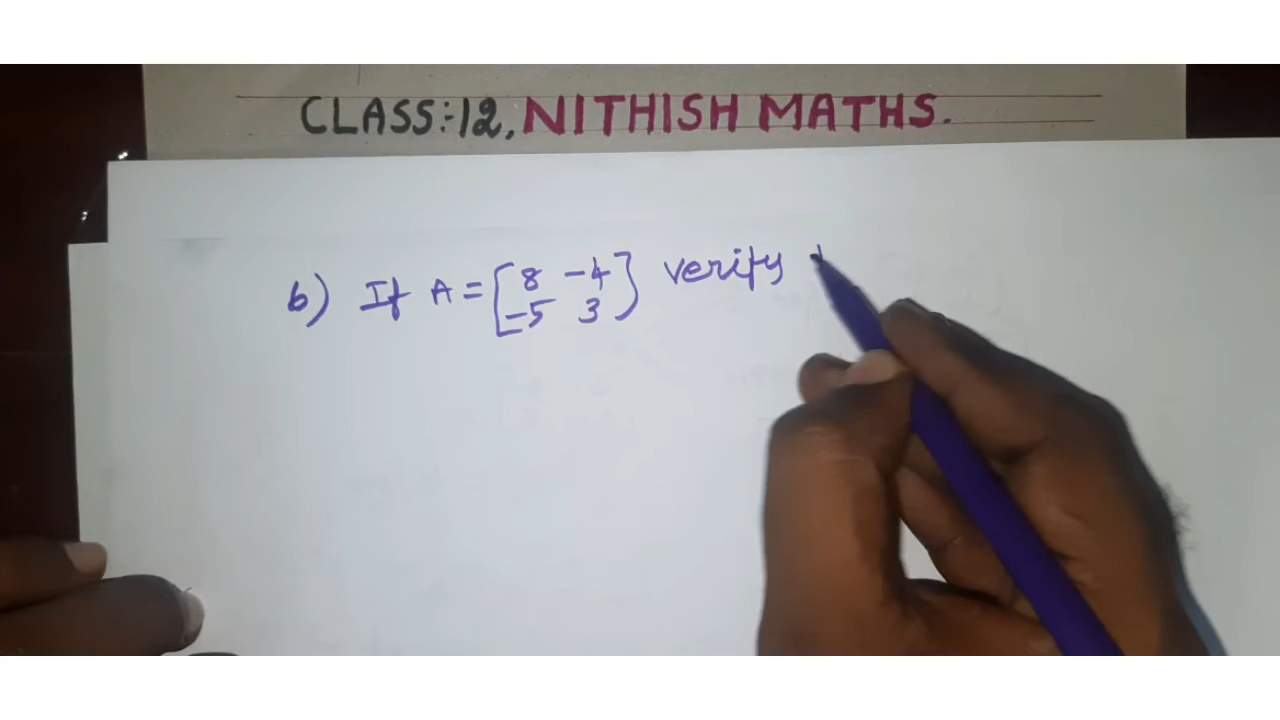 CLASS:-12, NITHISH MATHS.
6) If A = [8 -4] verify
[-5 3]